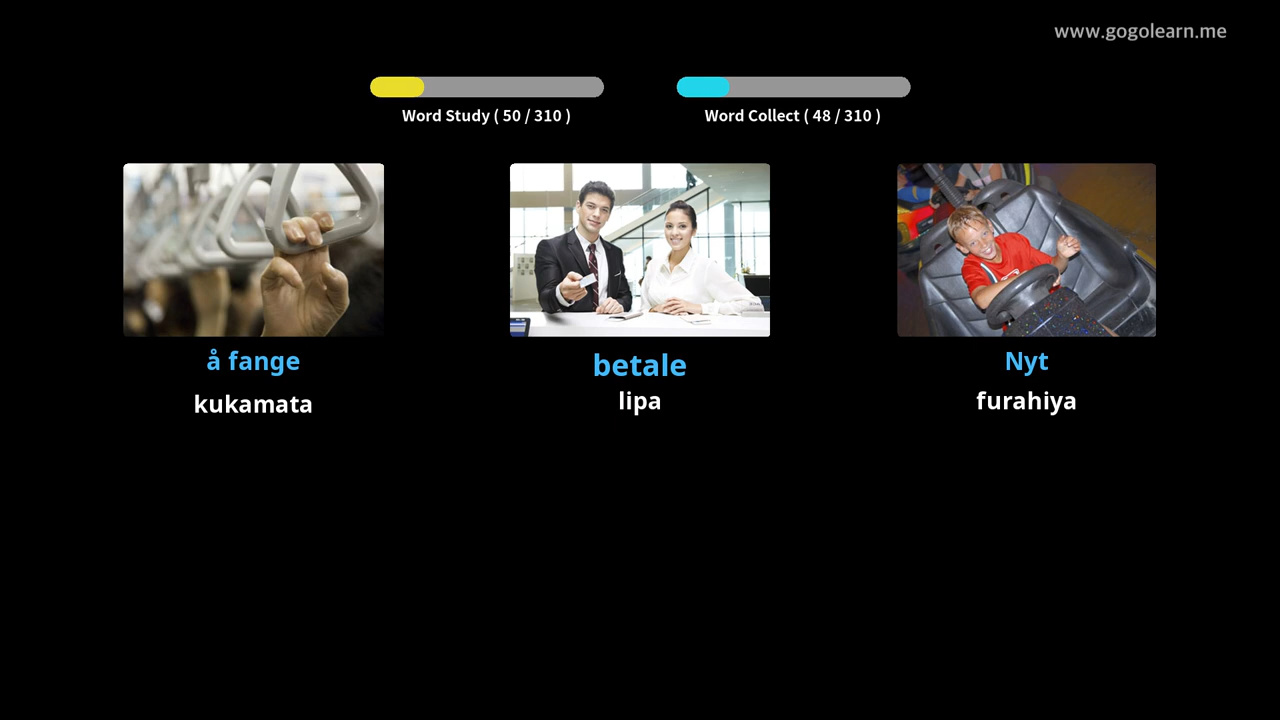 www.gogolearn.me
Word Study ( 50 / 310 )
Word Collect ( 48 / 310 )
å fange
kukamata
betale
lipa
Nyt
furahiya